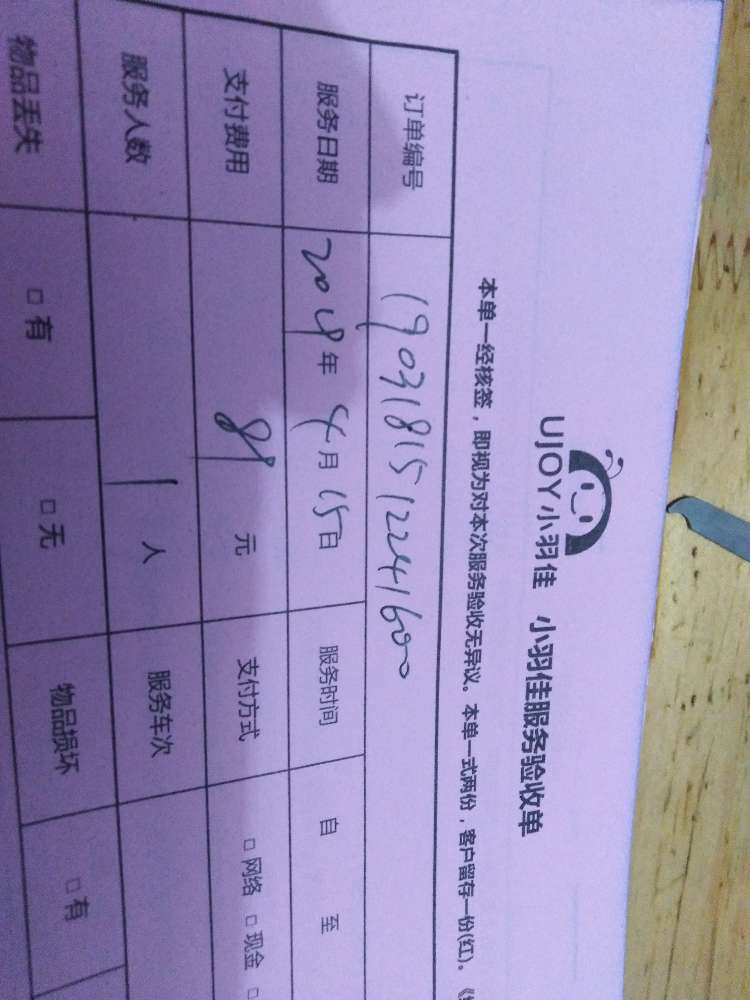 UJOY小羽佳 小羽佳服务验收单
本单一经核签，即视为对本次服务验收无异议。本单一式两份，客户留存一份(红)。
订单编号 1903181512241600
服务日期 2019年4月15日 服务时间 自 至
支付费用 81元 支付方式 □网络 □现金 □
服务人数 1人 服务车次
物品丢失 □有 □无 物品损坏 □有